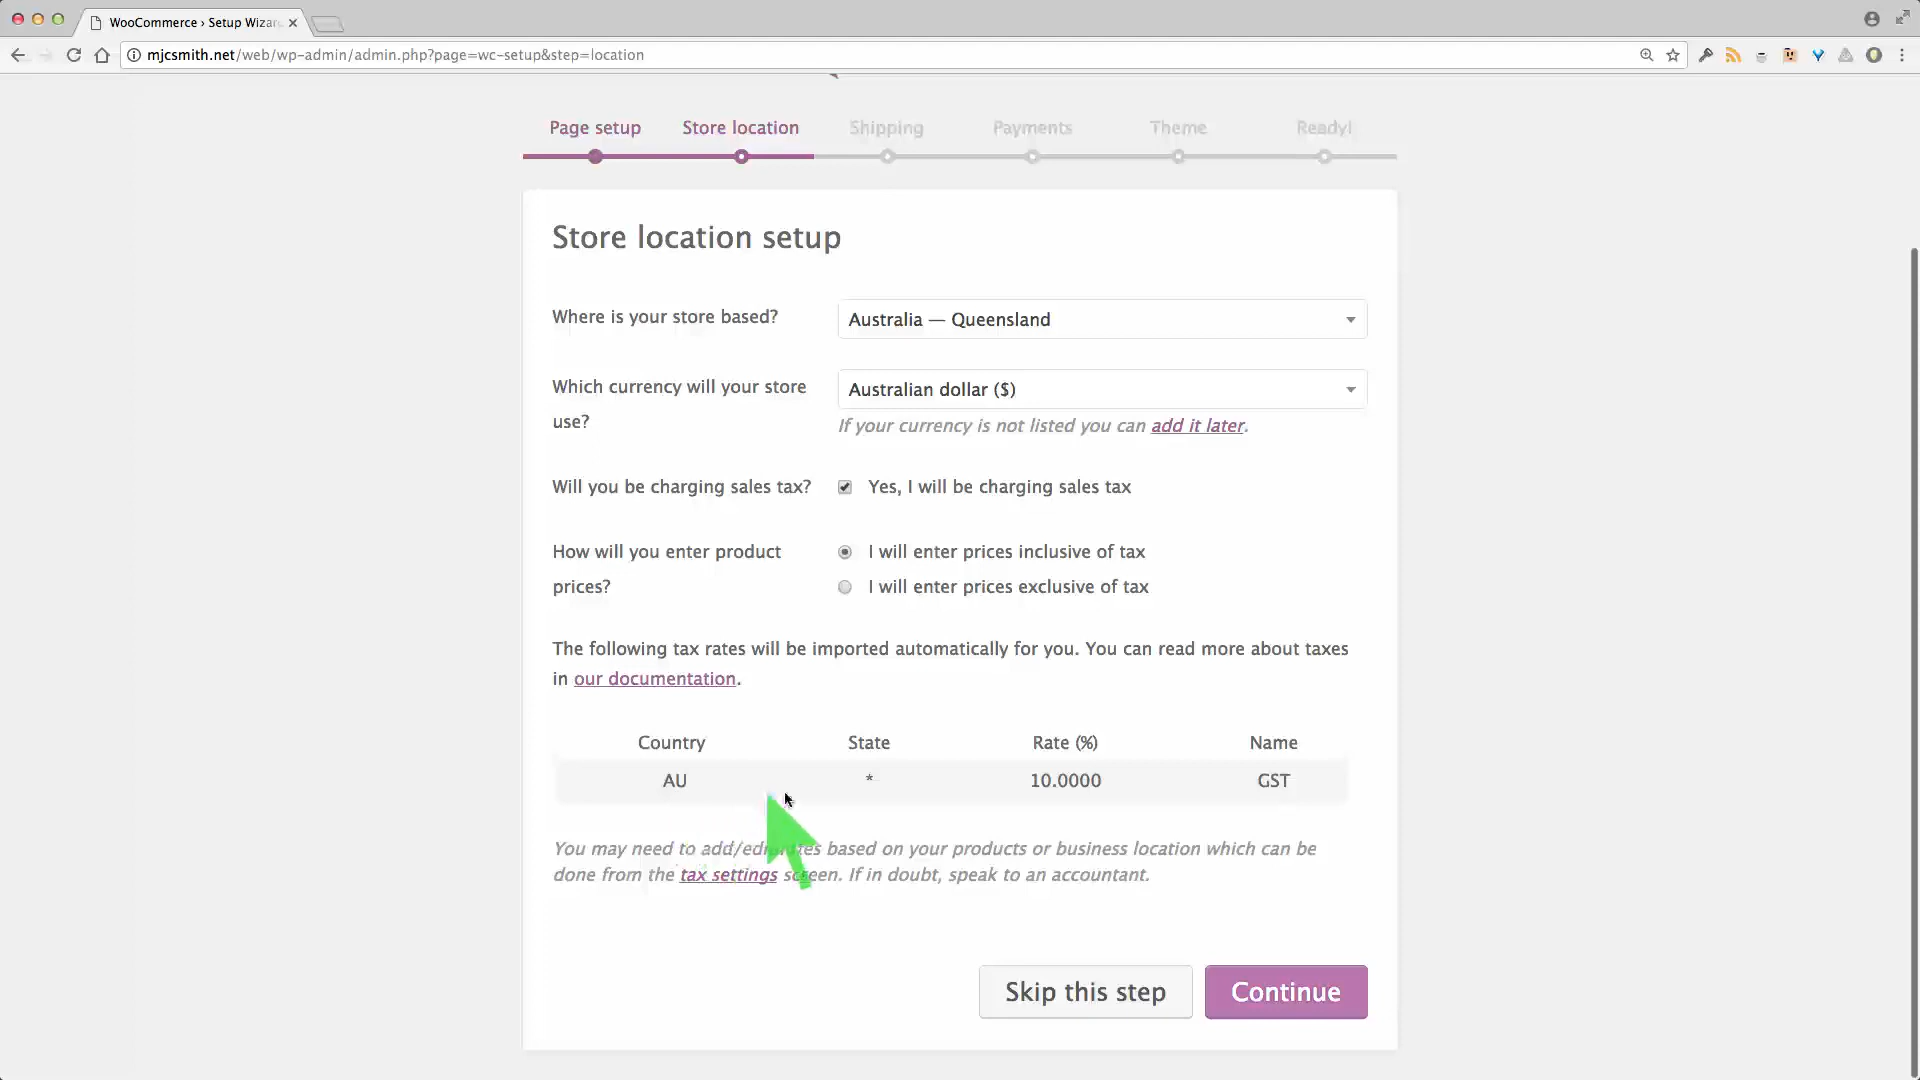 WooCommerce › Setup Wizar
mjcsmith.net/web/wp-admin/admin.php?page=wc-setup&step=location
Page setup
Store location
Shipping
Payments
Theme
Ready!
Store location setup
Where is your store based?
Australia — Queensland
Which currency will your store
use?
Australian dollar ($)
If your currency is not listed you can add it later.
Will you be charging sales tax?
Yes, I will be charging sales tax
How will you enter product
prices?
I will enter prices inclusive of tax
I will enter prices exclusive of tax
The following tax rates will be imported automatically for you. You can read more about taxes
in our documentation.
Country State Rate (%) Name
AU * 10.0000 GST
You may need to add/edit rates based on your products or business location which can be
done from the tax settings screen. If in doubt, speak to an accountant.
Skip this step
Continue